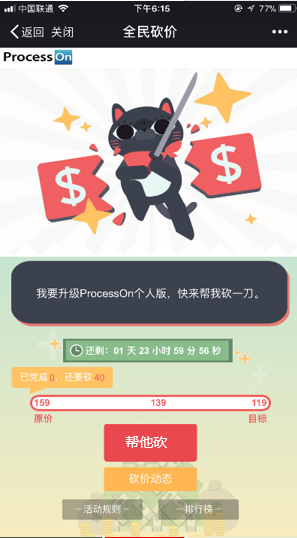 中国联通
下午6:15
77%
返回 关闭
全民砍价
ProcessOn
$ $
我要升级ProcessOn个人版，快来帮我砍一刀。
还剩：01 天 23 小时 59 分 56 秒
已完成0，还要砍40
159 139 119
原价 目标
帮他砍
砍价动态
－活动规则－ －排行榜－